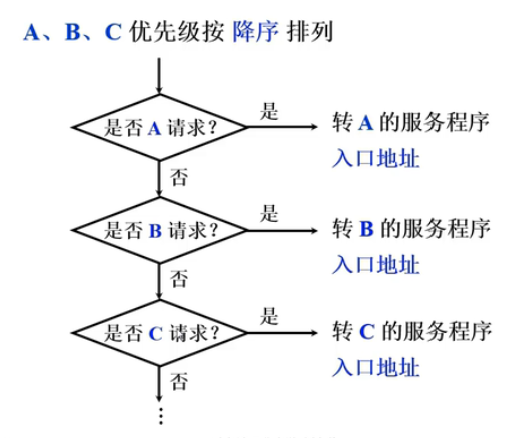 A、B、C 优先级按 降序 排列
是否 A 请求？
是
转 A 的服务程序
入口地址
否
是否 B 请求？
是
转 B 的服务程序
入口地址
否
是否 C 请求？
是
转 C 的服务程序
入口地址
否
⋮